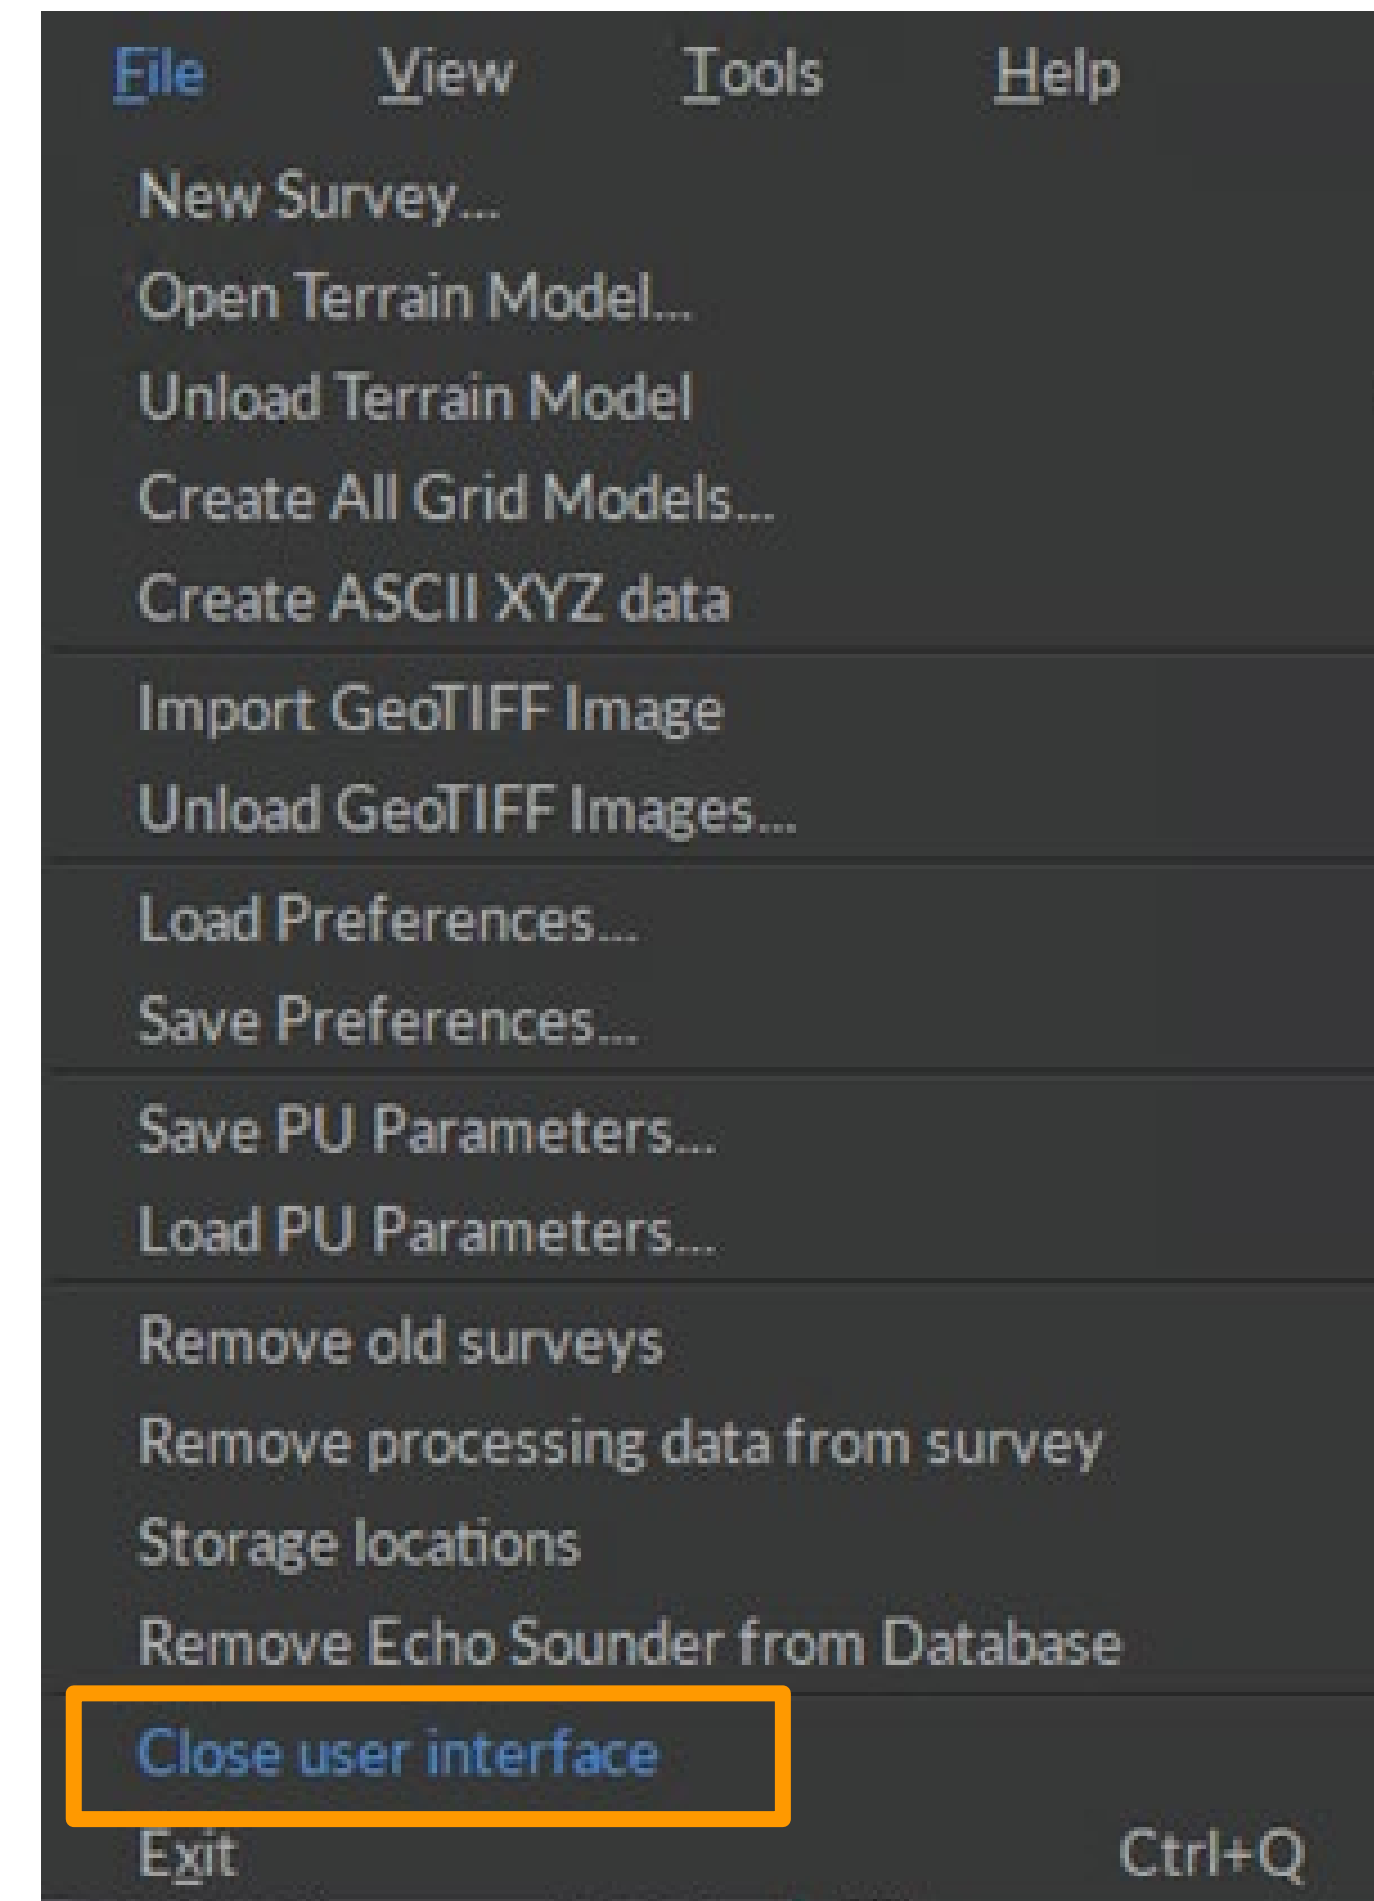 File View Tools Help
New Survey...
Open Terrain Model...
Unload Terrain Model
Create All Grid Models...
Create ASCII XYZ data
Import GeoTIFF Image
Unload GeoTIFF Images...
Load Preferences...
Save Preferences...
Save PU Parameters...
Load PU Parameters...
Remove old surveys
Remove processing data from survey
Storage locations
Remove Echo Sounder from Database
Close user interface
Exit Ctrl+Q